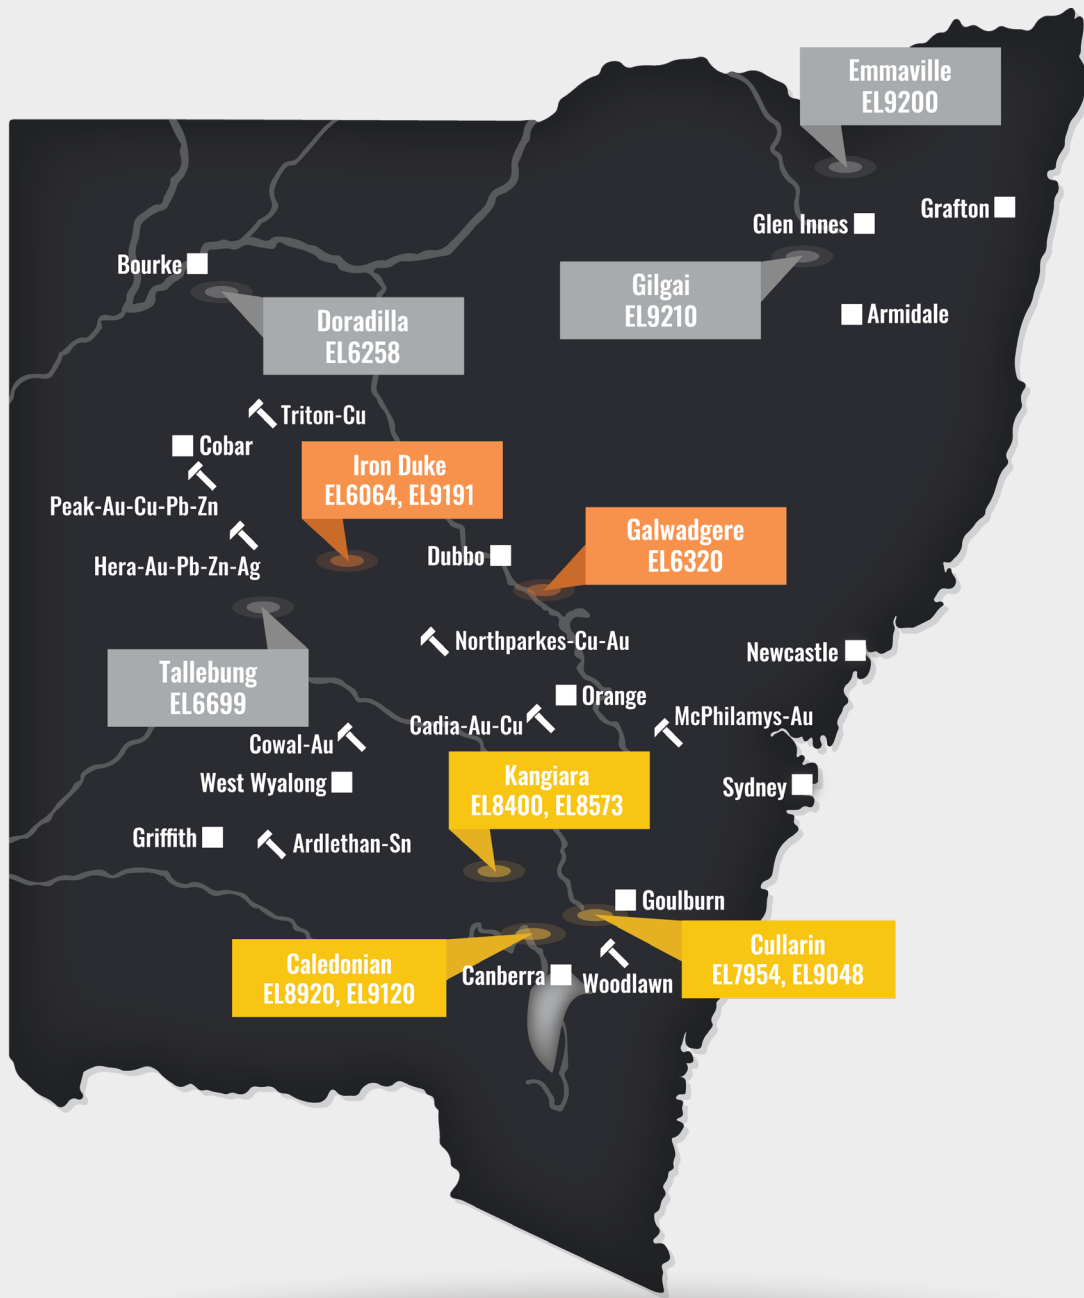 Emmaville
EL9200
Grafton
Glen Innes
Bourke
Gilgai
EL9210
Doradilla
EL6258
Armidale
Triton-Cu
Cobar
Iron Duke
EL6064, EL9191
Peak-Au-Cu-Pb-Zn
Galwadgere
EL6320
Dubbo
Hera-Au-Pb-Zn-Ag
Northparkes-Cu-Au
Newcastle
Tallebung
EL6699
Orange
McPhilamys-Au
Cadia-Au-Cu
Cowal-Au
Kangiara
EL8400, EL8573
West Wyalong
Sydney
Griffith
Ardlethan-Sn
Goulburn
Cullarin
EL7954, EL9048
Caledonian
EL8920, EL9120
Canberra
Woodlawn